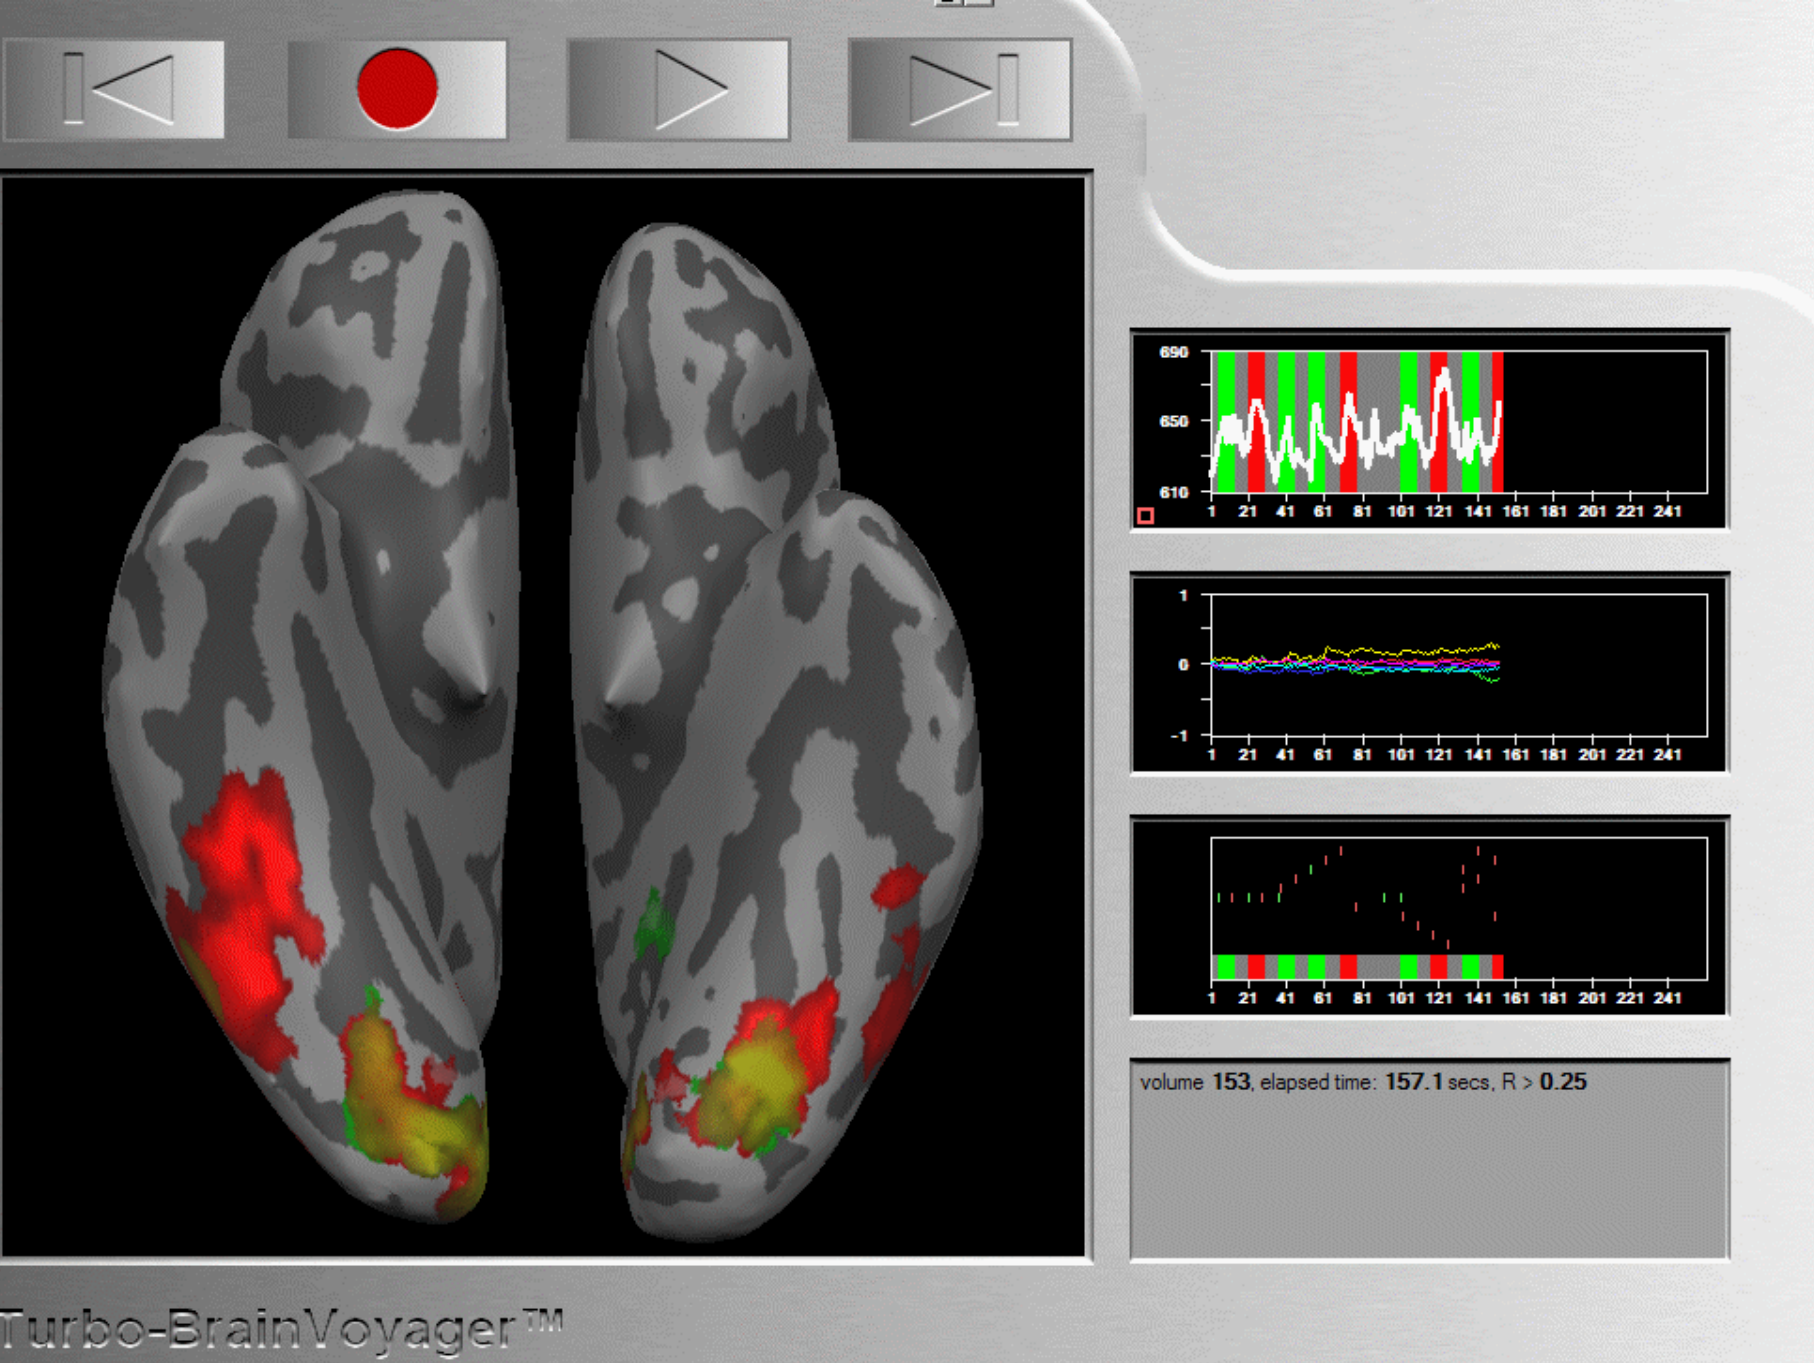 690
650
610
1 21 41 61 81 101 121 141 161 181 201 221 241
1
0
-1
1 21 41 61 81 101 121 141 161 181 201 221 241
1 21 41 61 81 101 121 141 161 181 201 221 241
volume 153, elapsed time: 157.1 secs, R > 0.25
Turbo-BrainVoyager™